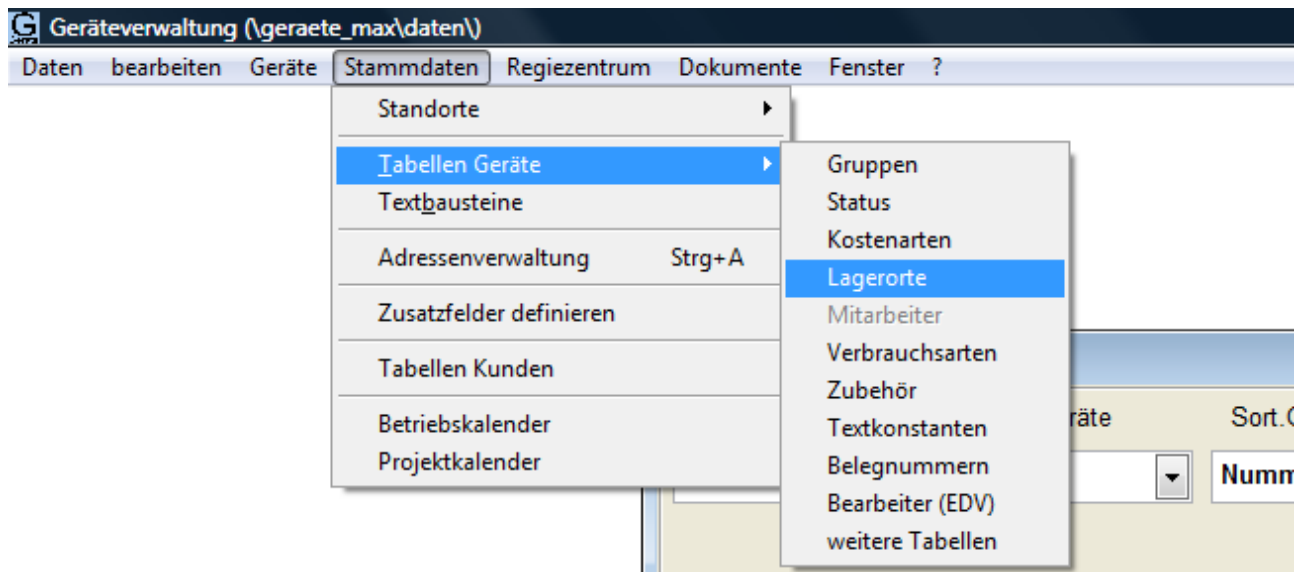 Geräteverwaltung (\geraete_max\daten\)
Daten bearbeiten Geräte Stammdaten Regiezentrum Dokumente Fenster ?
Standorte
Tabellen Geräte
Textbausteine
Adressenverwaltung Strg+A
Zusatzfelder definieren
Tabellen Kunden
Betriebskalender
Projektkalender
Gruppen
Status
Kostenarten
Lagerorte
Mitarbeiter
Verbrauchsarten
Zubehör
Textkonstanten
Belegnummern
Bearbeiter (EDV)
weitere Tabellen
räte Sort.
Numm